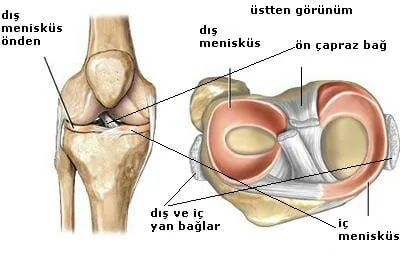 dış
menisküs
önden
üstten görünüm
dış
menisküs
ön çapraz bağ
dış ve iç
yan bağlar
iç
menisküs